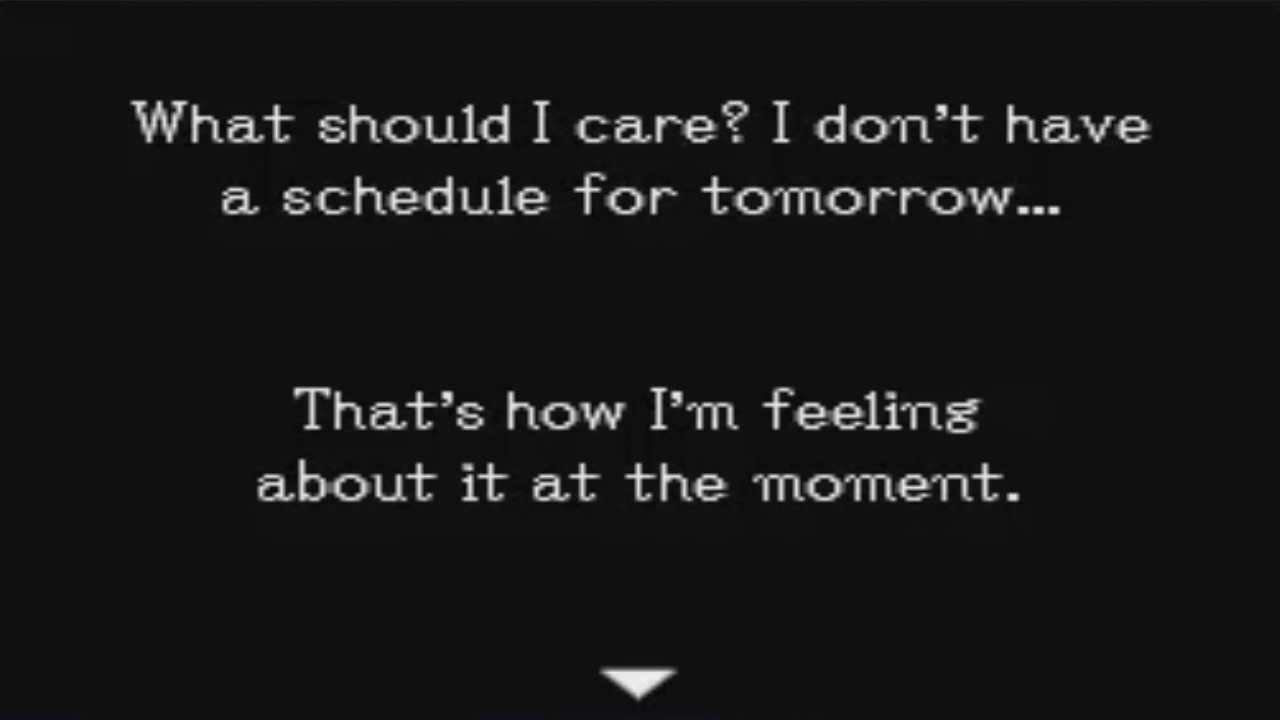 What should I care? I don't have
a schedule for tomorrow...
That's how I'm feeling
about it at the moment.